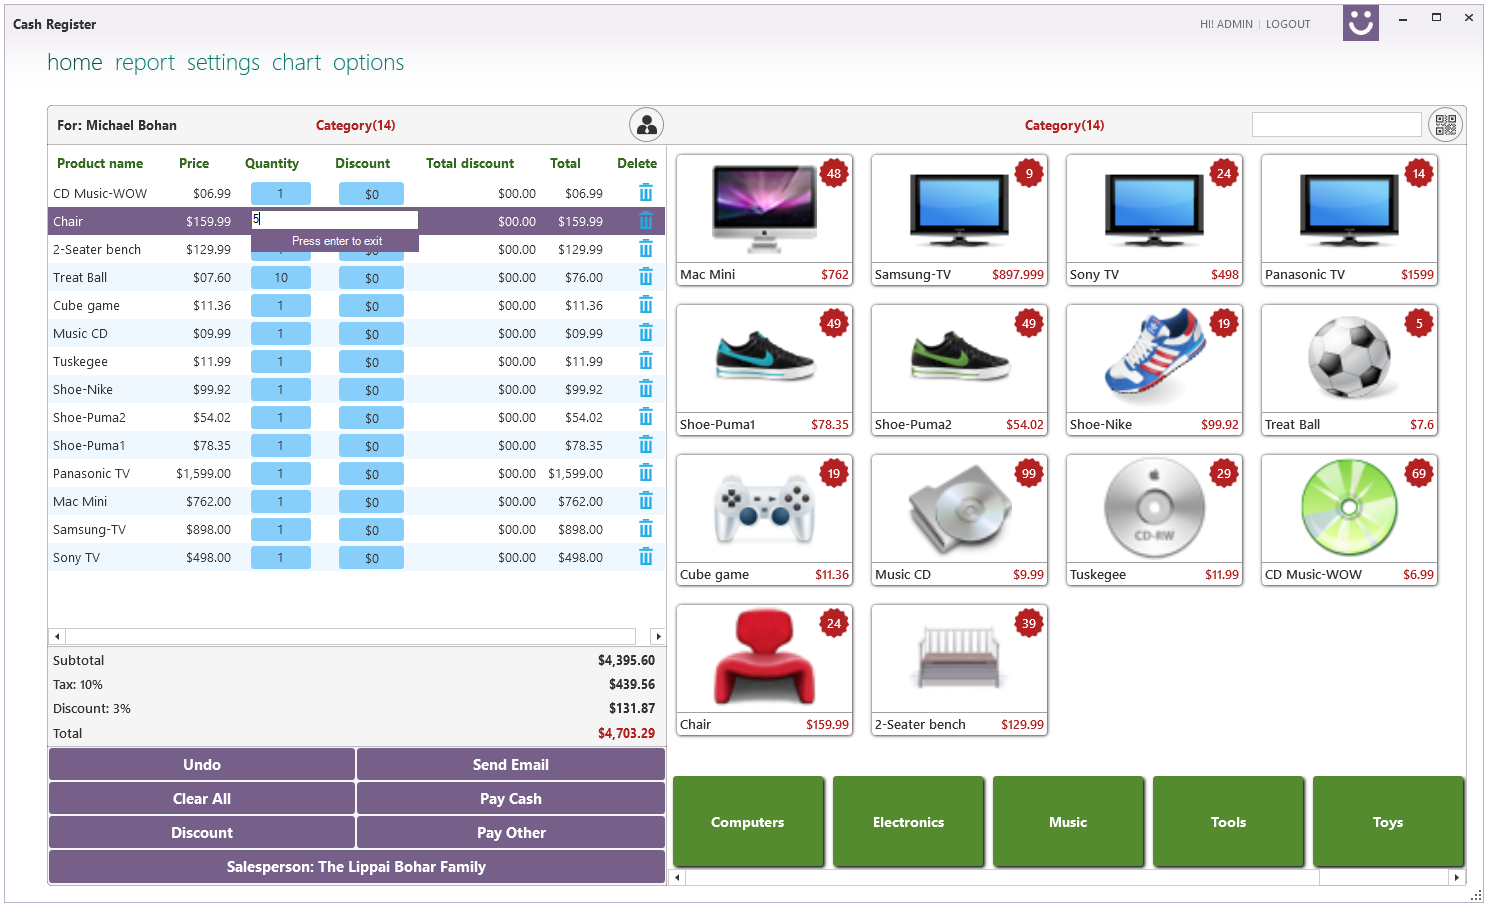 Cash Register
HI! ADMIN | LOGOUT
home report settings chart options
For: Michael Bohan Category(14)
Product name Price Quantity Discount Total discount Total Delete
CD Music-WOW $06.99 1 $0 $00.00 $06.99
Chair $159.99 5 $00.00 $159.99
Press enter to exit
2-Seater bench $129.99 $0 $00.00 $129.99
Treat Ball $07.60 10 $0 $00.00 $76.00
Cube game $11.36 1 $0 $00.00 $11.36
Music CD $09.99 1 $0 $00.00 $09.99
Tuskegee $11.99 1 $0 $00.00 $11.99
Shoe-Nike $99.92 1 $0 $00.00 $99.92
Shoe-Puma2 $54.02 1 $0 $00.00 $54.02
Shoe-Puma1 $78.35 1 $0 $00.00 $78.35
Panasonic TV $1,599.00 1 $0 $00.00 $1,599.00
Mac Mini $762.00 1 $0 $00.00 $762.00
Samsung-TV $898.00 1 $0 $00.00 $898.00
Sony TV $498.00 1 $0 $00.00 $498.00
Subtotal $4,395.60
Tax: 10% $439.56
Discount: 3% $131.87
Total $4,703.29
Undo Send Email
Clear All Pay Cash
Discount Pay Other
Salesperson: The Lippai Bohar Family
Category(14)
48 9 24 14
Mac Mini $762 Samsung-TV $897.999 Sony TV $498 Panasonic TV $1599
49 49 19 5
Shoe-Puma1 $78.35 Shoe-Puma2 $54.02 Shoe-Nike $99.92 Treat Ball $7.6
19 99 29 69
CD-RW
Cube game $11.36 Music CD $9.99 Tuskegee $11.99 CD Music-WOW $6.99
24 39
Chair $159.99 2-Seater bench $129.99
Computers Electronics Music Tools Toys